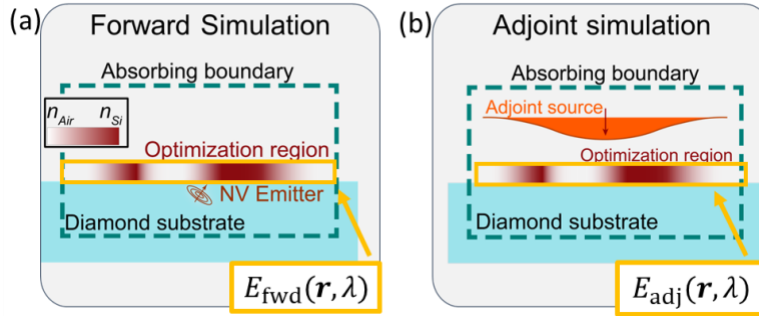 (a) Forward Simulation
Absorbing boundary
n_Air n_Si
Optimization region
NV Emitter
Diamond substrate
E_fwd(r, λ)
(b) Adjoint simulation
Absorbing boundary
Adjoint source
Optimization region
Diamond substrate
E_adj(r, λ)